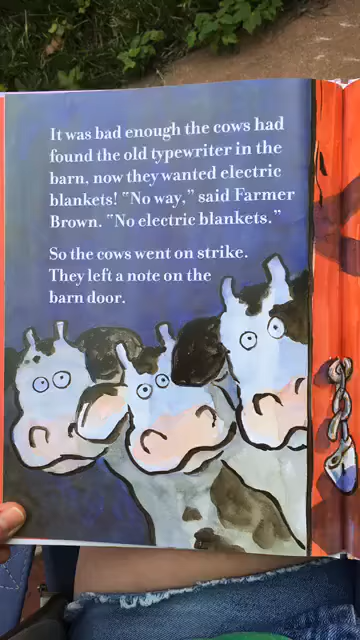 It was bad enough the cows had
found the old typewriter in the
barn, now they wanted electric
blankets! "No way," said Farmer
Brown. "No electric blankets."
So the cows went on strike.
They left a note on the
barn door.